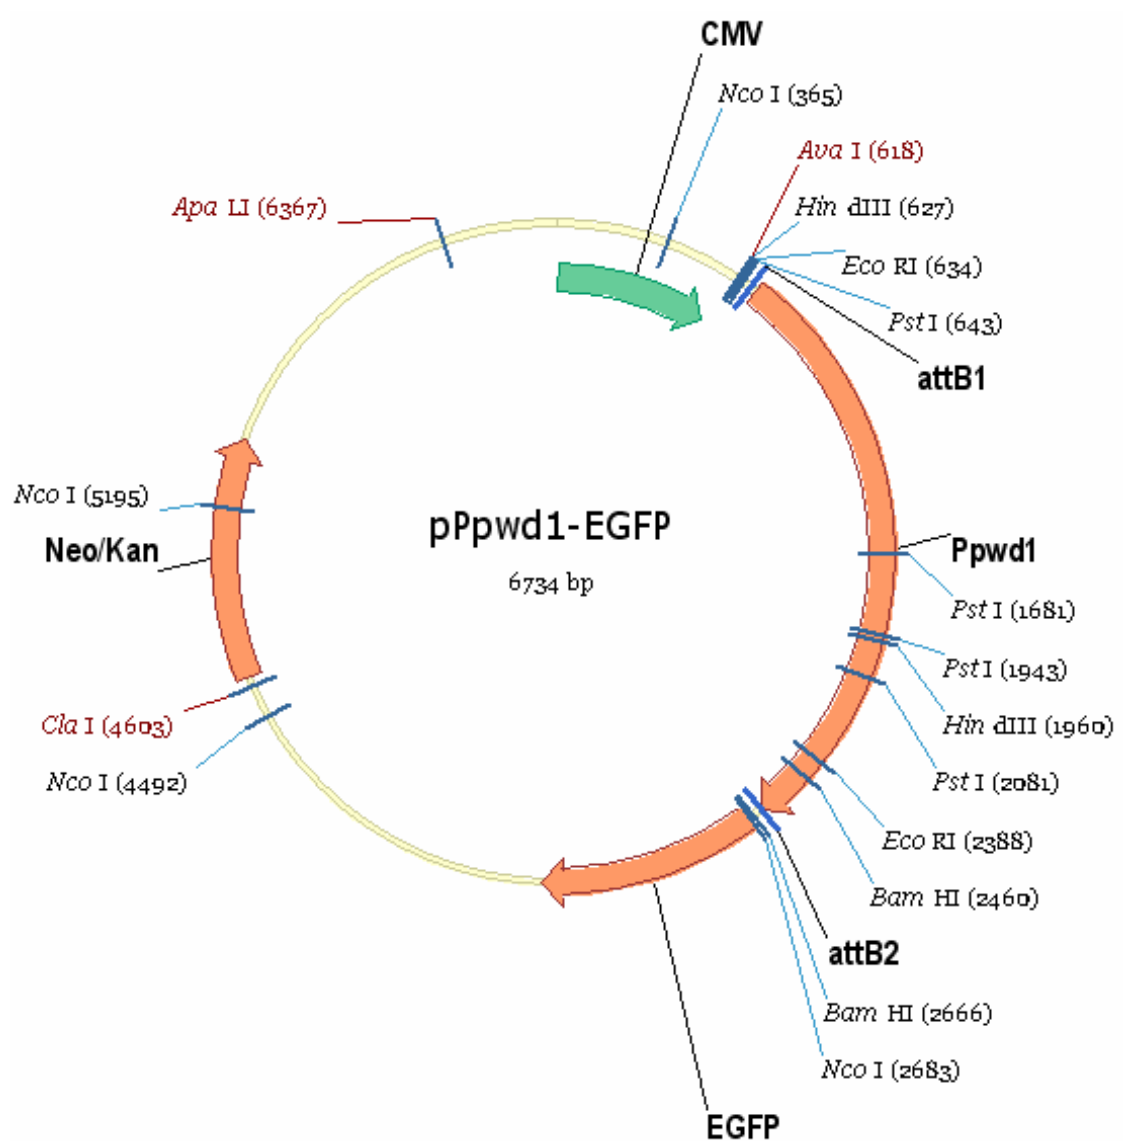 CMV
Nco I (365)
Ava I (618)
Apa LI (6367)
Hin dIII (627)
Eco RI (634)
Pst I (643)
attB1
Nco I (5195)
pPpwd1-EGFP
Neo/Kan
Ppwd1
6734 bp
Pst I (1681)
Pst I (1943)
Cla I (4603)
Hin dIII (1960)
Nco I (4492)
Pst I (2081)
Eco RI (2388)
Bam HI (2460)
attB2
Bam HI (2666)
Nco I (2683)
EGFP